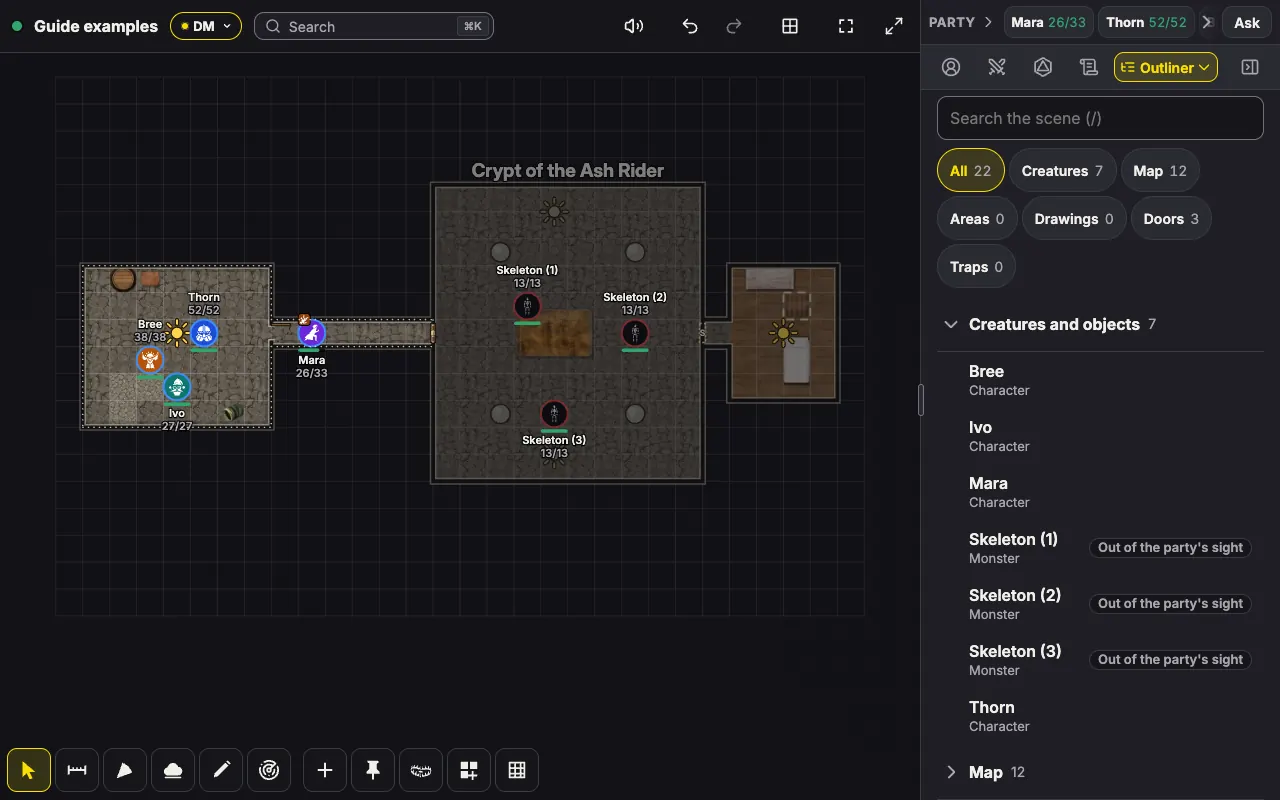 Guide examples
DM
Search
⌘K
PARTY
Mara 26/33
Thorn 52/52
Ask
Outliner
Search the scene (/)
All 22
Creatures 7
Map 12
Areas 0
Drawings 0
Doors 3
Traps 0
Creatures and objects 7
Bree
Character
Ivo
Character
Mara
Character
Skeleton (1)
Monster
Out of the party's sight
Skeleton (2)
Monster
Out of the party's sight
Skeleton (3)
Monster
Out of the party's sight
Thorn
Character
Map 12
Crypt of the Ash Rider
Skeleton (1)
13/13
Skeleton (2)
13/13
Thorn
52/52
Bree
38/38
Mara
26/33
Ivo
27/27
Skeleton (3)
13/13